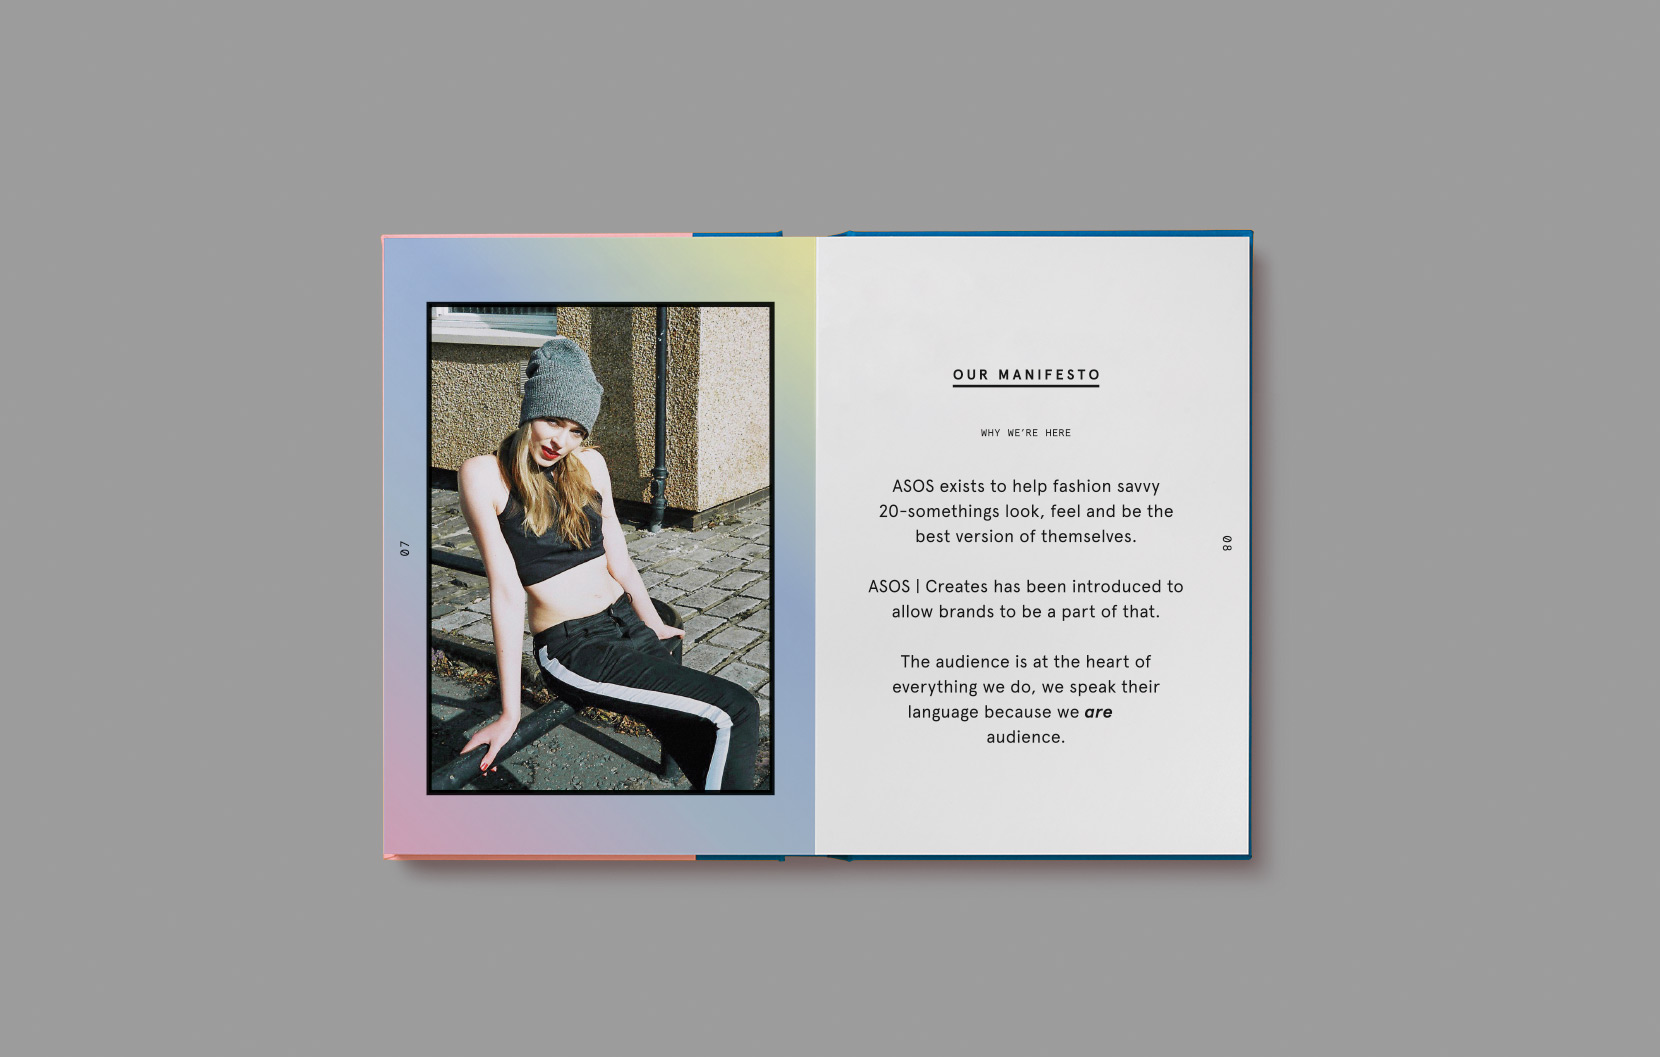 07
OUR MANIFESTO
WHY WE'RE HERE
ASOS exists to help fashion savvy
20-somethings look, feel and be the
best version of themselves.
ASOS | Creates has been introduced to
allow brands to be a part of that.
The audience is at the heart of
everything we do, we speak their
language because we are
audience.
08